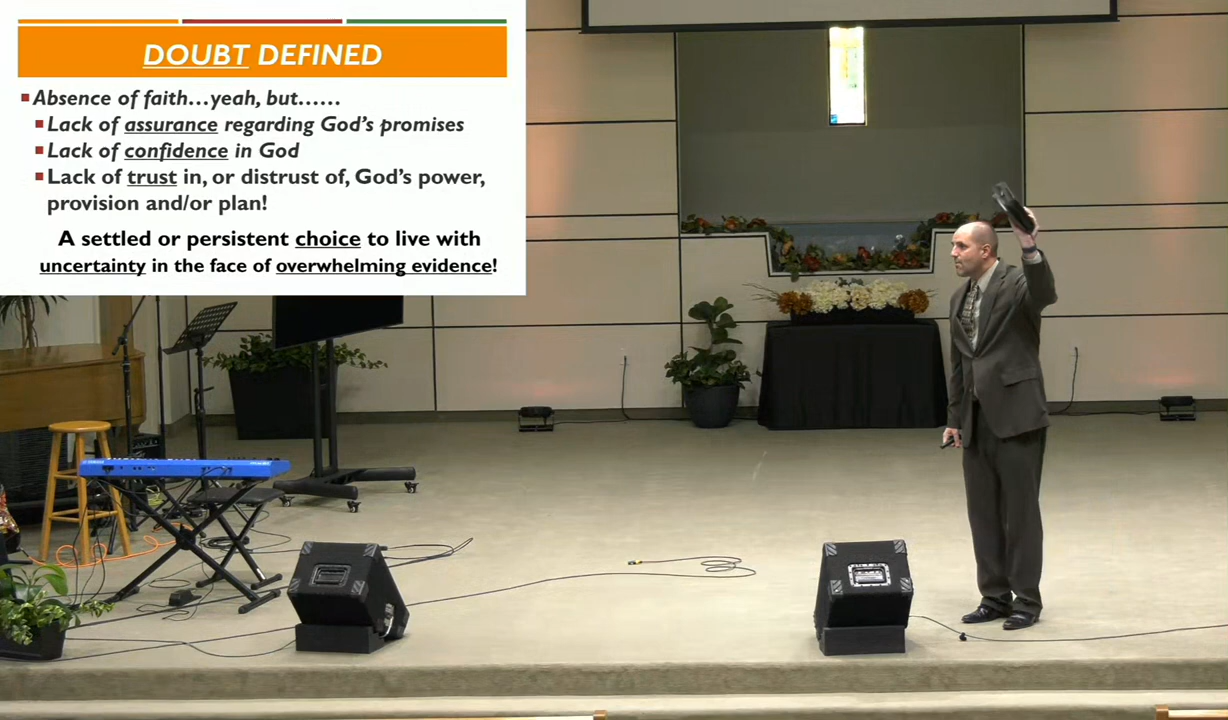 DOUBT DEFINED
Absence of faith...yeah, but......
Lack of assurance regarding God's promises
Lack of confidence in God
Lack of trust in, or distrust of, God's power,
provision and/or plan!
A settled or persistent choice to live with
uncertainty in the face of overwhelming evidence!